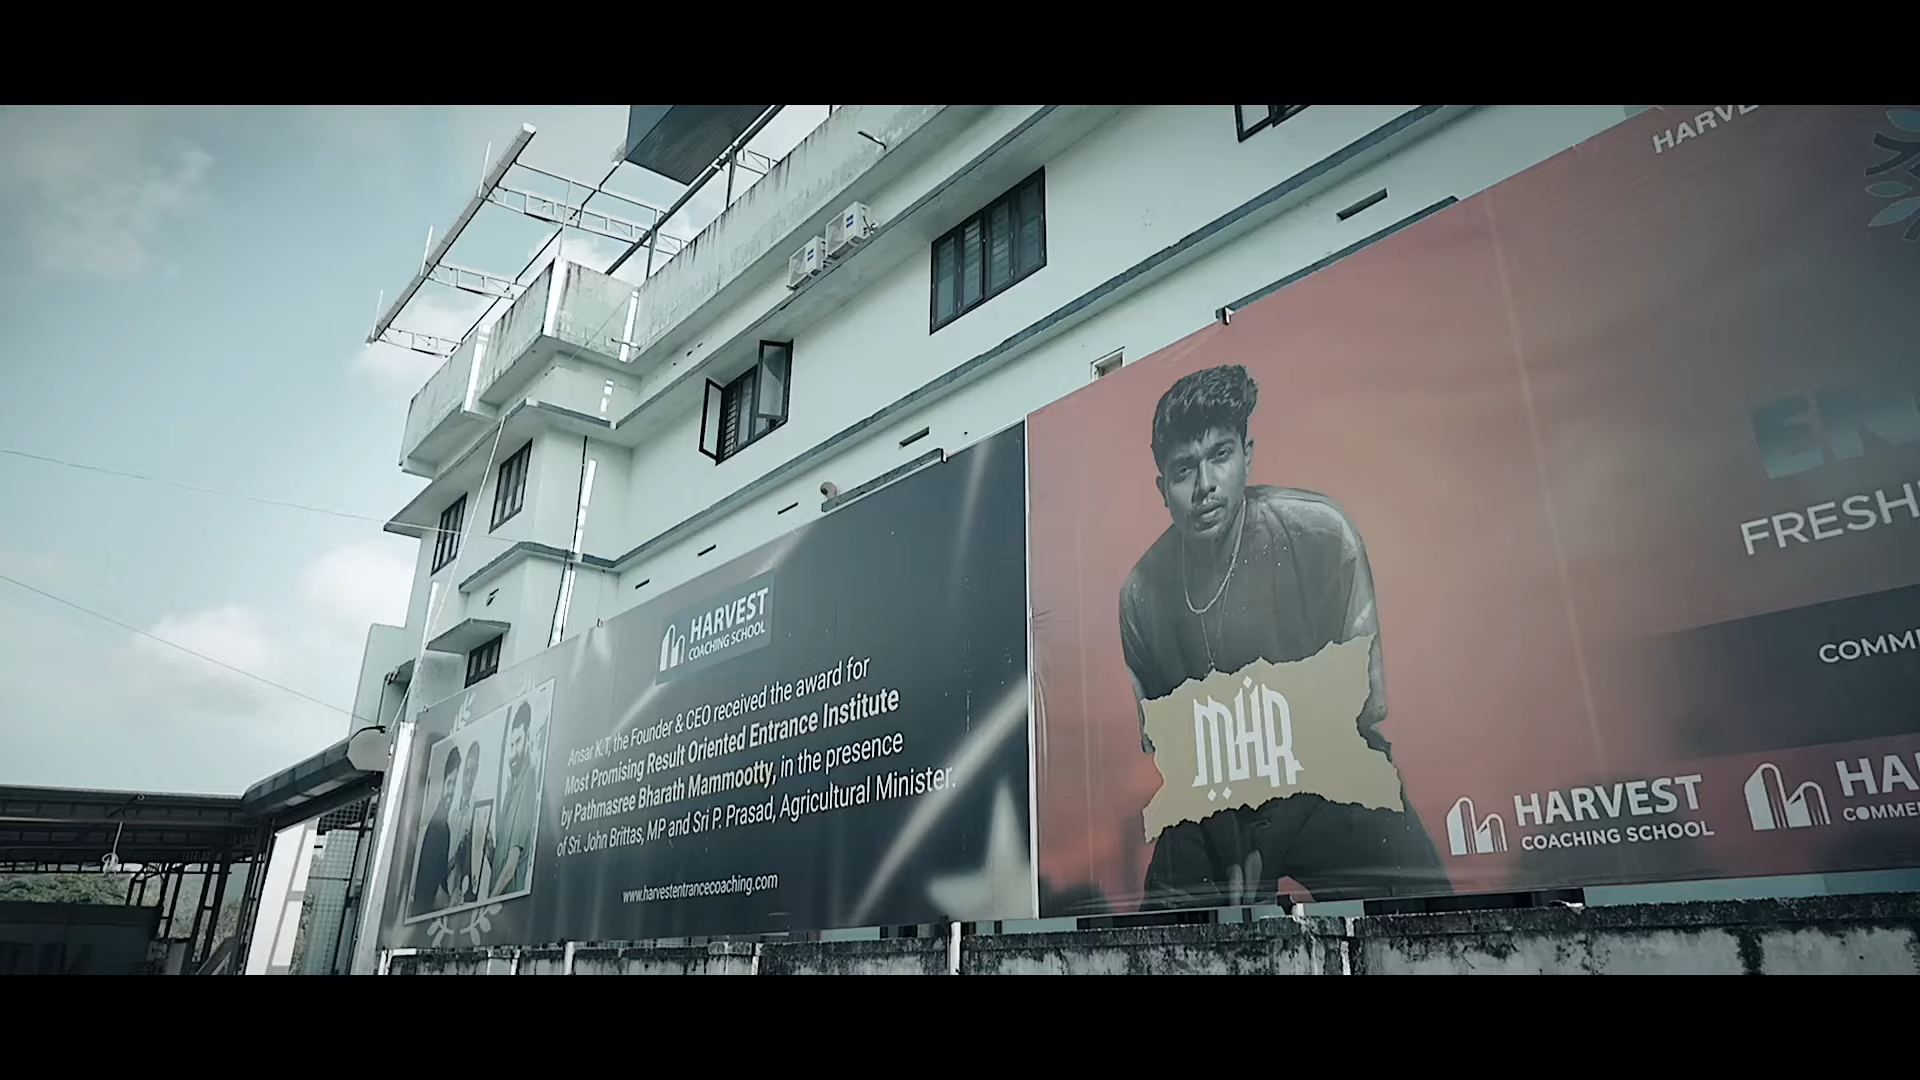 HARVEST
COACHING SCHOOL
Ansar K.T, the Founder & CEO received the award for
Most Promising Result Oriented Entrance Institute
by Pathmasree Bharath Mammootty, in the presence
of Sri. John Brittas, MP and Sri P. Prasad, Agricultural Minister.
www.harvestentrancecoaching.com
MHR
HARVEST
COACHING SCHOOL
HARVE
EN
FRESH
COMM
HA
COMME